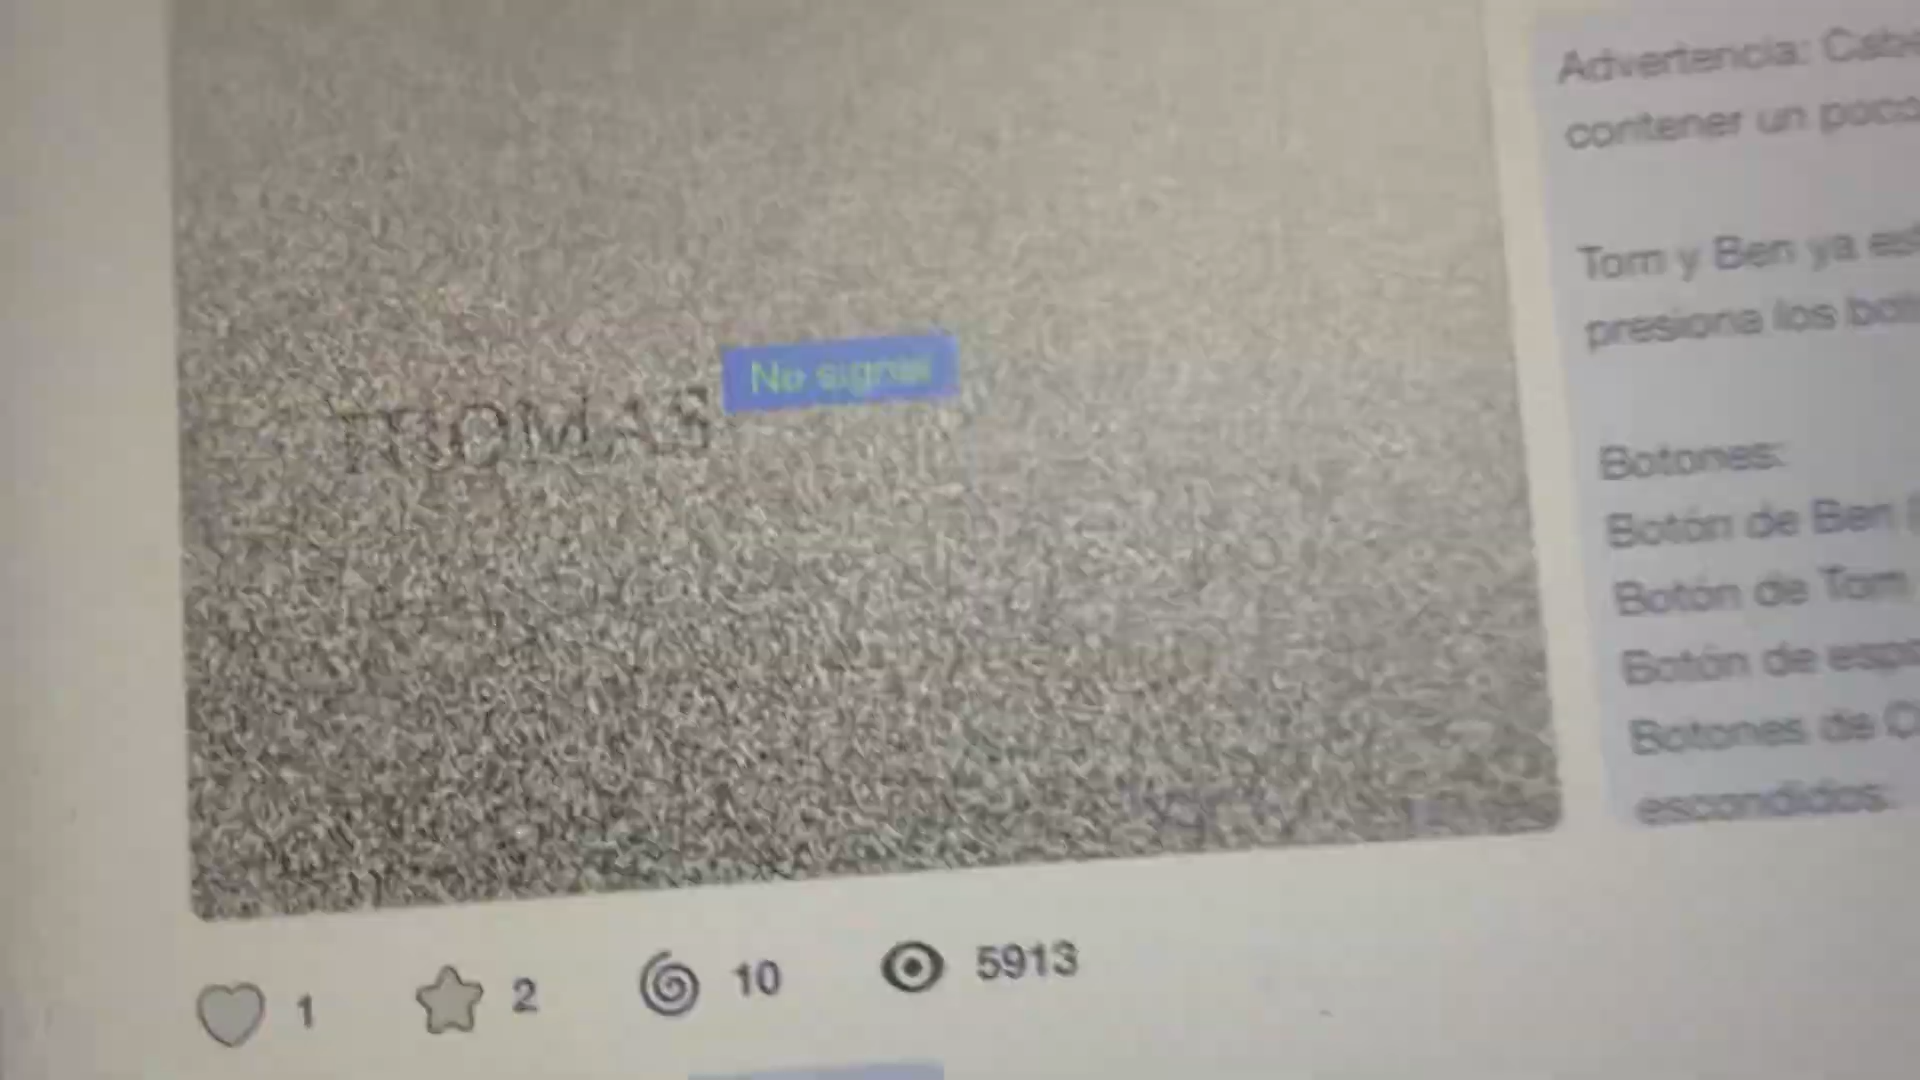 No signal
THOMAS
1
2
10
5913
Advertencia:
contener un poco
Tom y Ben ya
presiona los
Botones:
Botón de Ben
Botón de Tom
Botón de
Botones de
escondidos